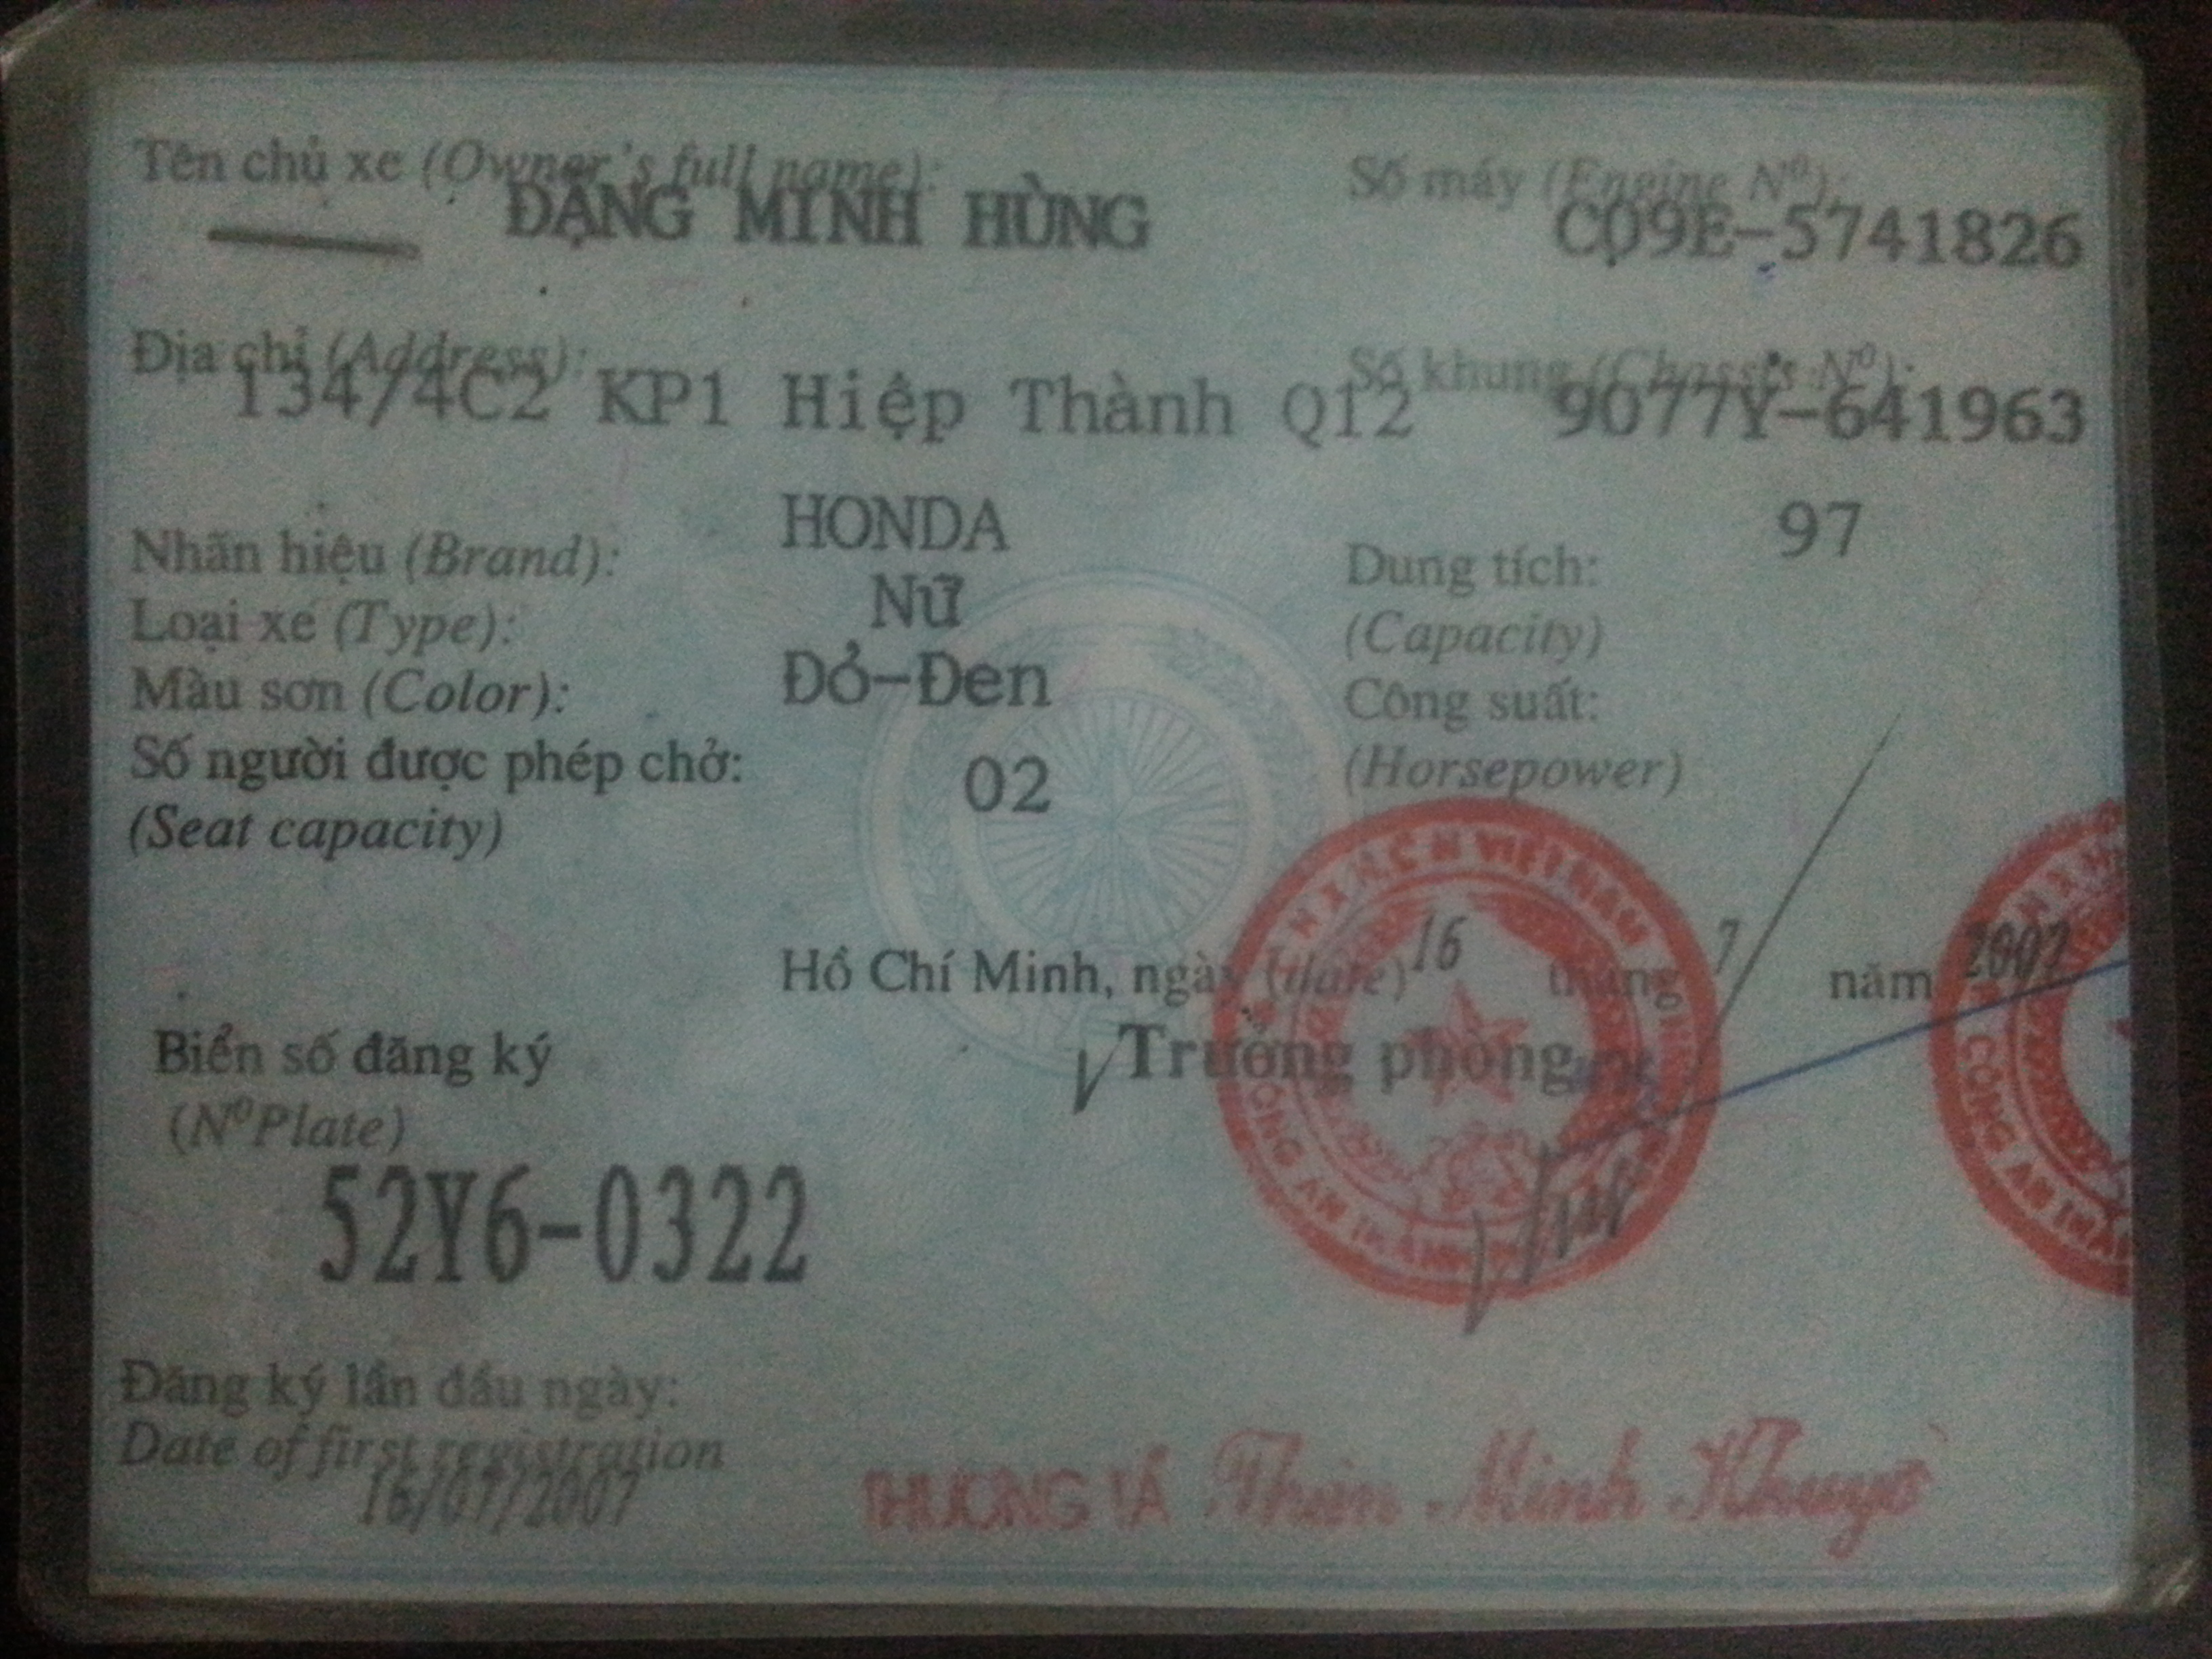 Tên chủ xe (Owner's full name):
ĐẶNG MINH HÙNG
Số máy (Engine Nº):
C09E-5741826
Địa chỉ (Address):
134/4C2 KP1 Hiệp Thành Q12
Số khung (Chassis Nº):
9077Y-641963
Nhãn hiệu (Brand): HONDA
Loại xe (Type): Nữ
Màu sơn (Color): Đỏ-Đen
Số người được phép chở: 02
(Seat capacity)
Dung tích: 97
(Capacity)
Công suất:
(Horsepower)
Hồ Chí Minh, ngày (date) 16 tháng 7 năm 2007
Trưởng phòng
Biển số đăng ký
(Nº Plate)
52Y6-0322
Đăng ký lần đầu ngày:
Date of first registration
16/07/2007
THƯỢNG TÁ Minh